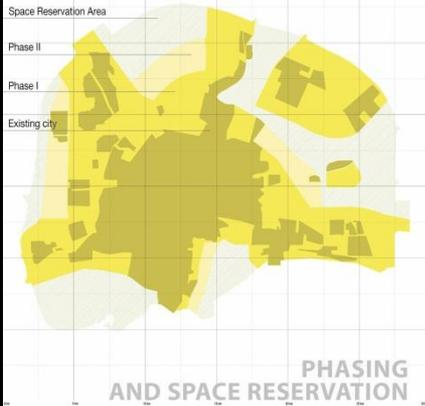 Space Reservation Area
Phase II
Phase I
Existing city
PHASING
AND SPACE RESERVATION